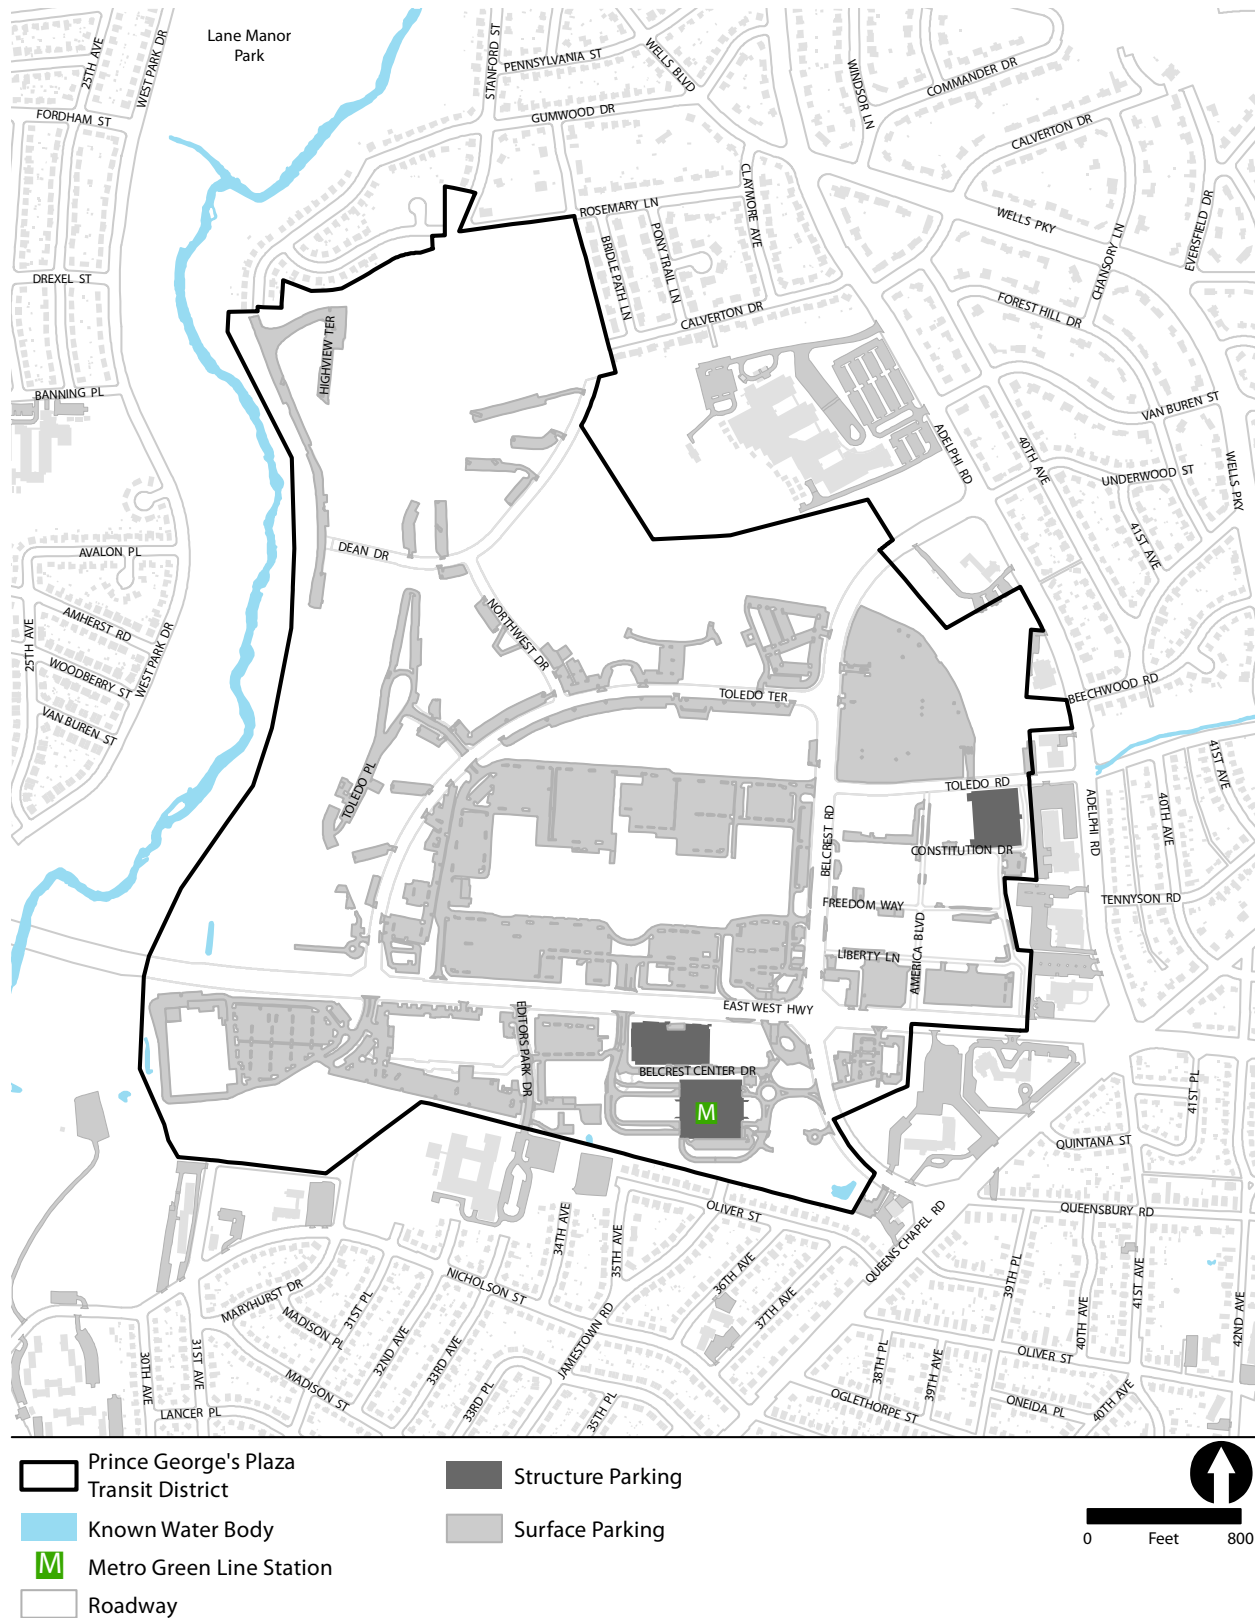 Lane Manor
Park
25TH AVE
WEST PARK DR
FORDHAM ST
STANFORD ST
PENNSYLVANIA ST
WELLS BLVD
GUMWOOD DR
WINDSOR LN
COMMANDER DR
CALVERTON DR
CLAYMORE AVE
ROSEMARY LN
BRIDLE PATH LN
PONY TRAIL LN
CALVERTON DR
WELLS PKY
CHANSORY LN
EVERSFIELD DR
FOREST HILL DR
DREXEL ST
HIGHVIEW TER
BANNING PL
VAN BUREN ST
ADELPHI RD
40TH AVE
UNDERWOOD ST
WELLS PKY
41ST AVE
AVALON PL
DEAN DR
AMHERST RD
25TH AVE
WOODBERRY ST
WEST PARK DR
VAN BUREN ST
NORTHWEST DR
TOLEDO TER
BEECHWOOD RD
TOLEDO PL
TOLEDO RD
41ST AVE
40TH AVE
ADELPHI RD
BELCREST RD
CONSTITUTION DR
FREEDOM WAY
TENNYSON RD
AMERICA BLVD
LIBERTY LN
EAST WEST HWY
EDITORS PARK DR
BELCREST CENTER DR
M
41ST PL
QUINTANA ST
QUEENSBURY RD
OLIVER ST
QUEENS CHAPEL RD
34TH AVE
35TH AVE
36TH AVE
37TH AVE
39TH PL
40TH AVE
41ST AVE
42ND AVE
NICHOLSON ST
MARYHURST DR
MADISON PL
31ST PL
32ND AVE
33RD AVE
JAMESTOWN RD
30TH AVE
31ST AVE
MADISON ST
33RD PL
35TH PL
38TH PL
39TH AVE
OLIVER ST
OGLETHORPE ST
ONEIDA PL
40TH AVE
LANCER PL
Prince George's Plaza
Transit District
Known Water Body
M Metro Green Line Station
Roadway
Structure Parking
Surface Parking
0 Feet 800